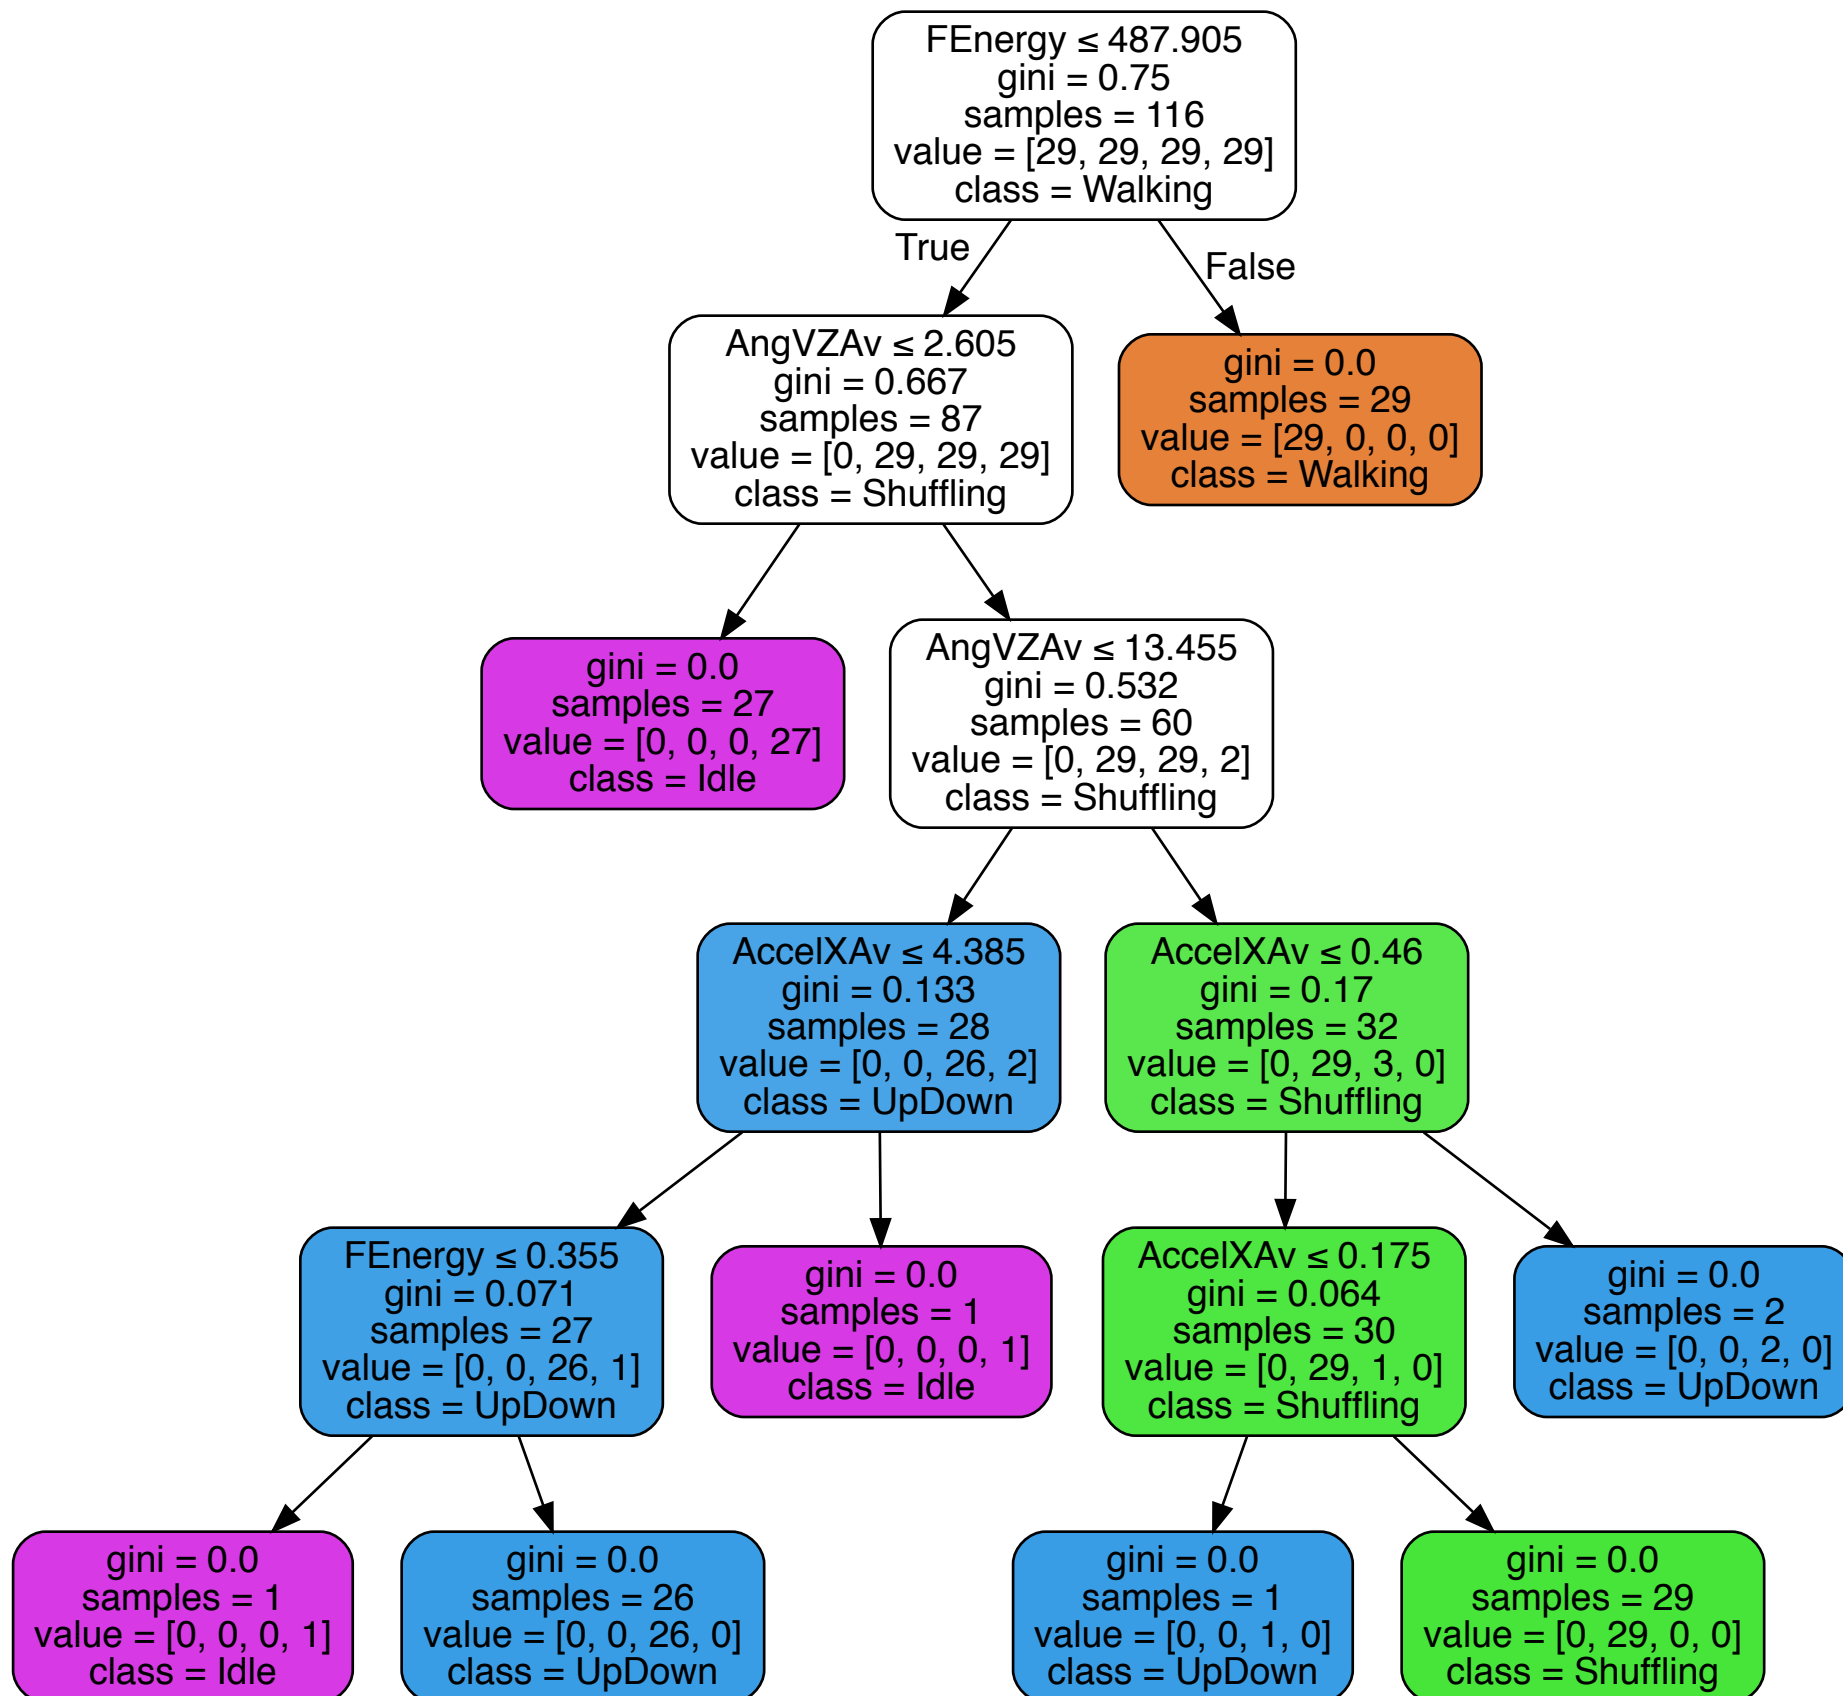 FEnergy ≤ 487.905
gini = 0.75
samples = 116
value = [29, 29, 29, 29]
class = Walking
True
False
AngVZAv ≤ 2.605
gini = 0.667
samples = 87
value = [0, 29, 29, 29]
class = Shuffling
gini = 0.0
samples = 29
value = [29, 0, 0, 0]
class = Walking
gini = 0.0
samples = 27
value = [0, 0, 0, 27]
class = Idle
AngVZAv ≤ 13.455
gini = 0.532
samples = 60
value = [0, 29, 29, 2]
class = Shuffling
AccelXAv ≤ 4.385
gini = 0.133
samples = 28
value = [0, 0, 26, 2]
class = UpDown
AccelXAv ≤ 0.46
gini = 0.17
samples = 32
value = [0, 29, 3, 0]
class = Shuffling
FEnergy ≤ 0.355
gini = 0.071
samples = 27
value = [0, 0, 26, 1]
class = UpDown
gini = 0.0
samples = 1
value = [0, 0, 0, 1]
class = Idle
AccelXAv ≤ 0.175
gini = 0.064
samples = 30
value = [0, 29, 1, 0]
class = Shuffling
gini = 0.0
samples = 2
value = [0, 0, 2, 0]
class = UpDown
gini = 0.0
samples = 1
value = [0, 0, 0, 1]
class = Idle
gini = 0.0
samples = 26
value = [0, 0, 26, 0]
class = UpDown
gini = 0.0
samples = 1
value = [0, 0, 1, 0]
class = UpDown
gini = 0.0
samples = 29
value = [0, 29, 0, 0]
class = Shuffling